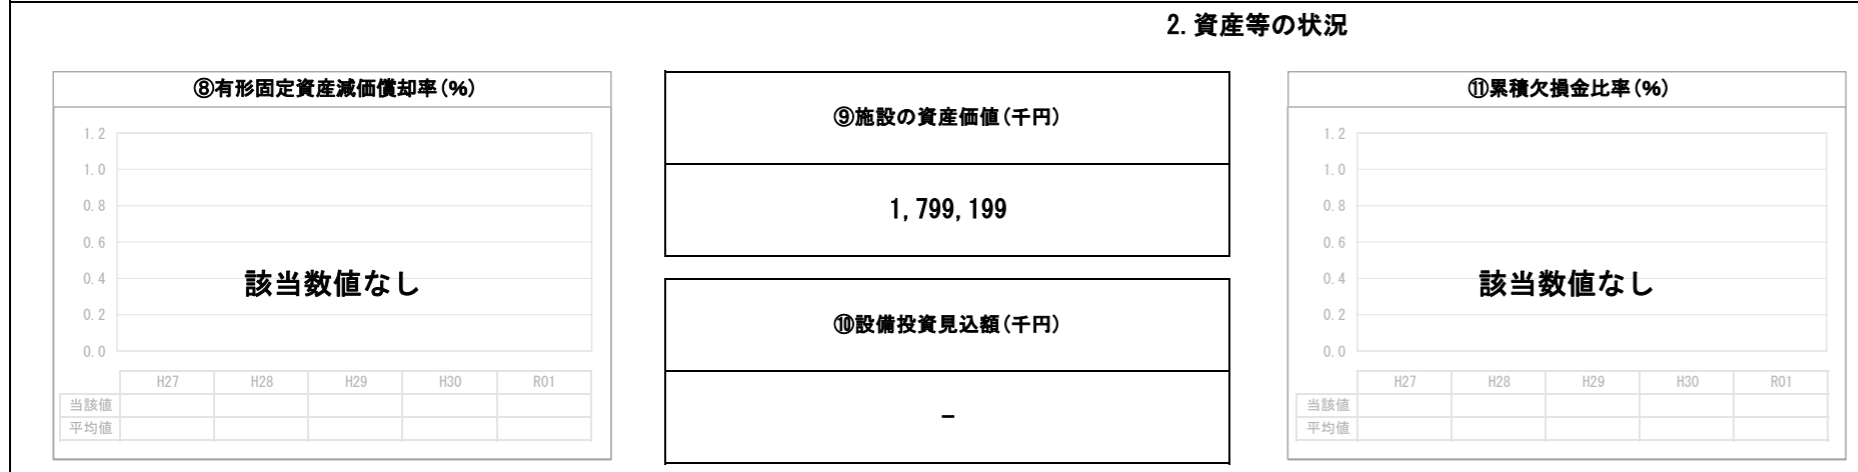 2.資産等の状況
⑧有形固定資産減価償却率(%)
1.2
1.0
0.8
0.6
0.4
0.2
0.0
該当数値なし
H27 H28 H29 H30 R01
当該値
平均値
⑨施設の資産価値(千円)
1,799,199
⑩設備投資見込額(千円)
-
⑪累積欠損金比率(%)
1.2
1.0
0.8
0.6
0.4
0.2
0.0
該当数値なし
H27 H28 H29 H30 R01
当該値
平均値